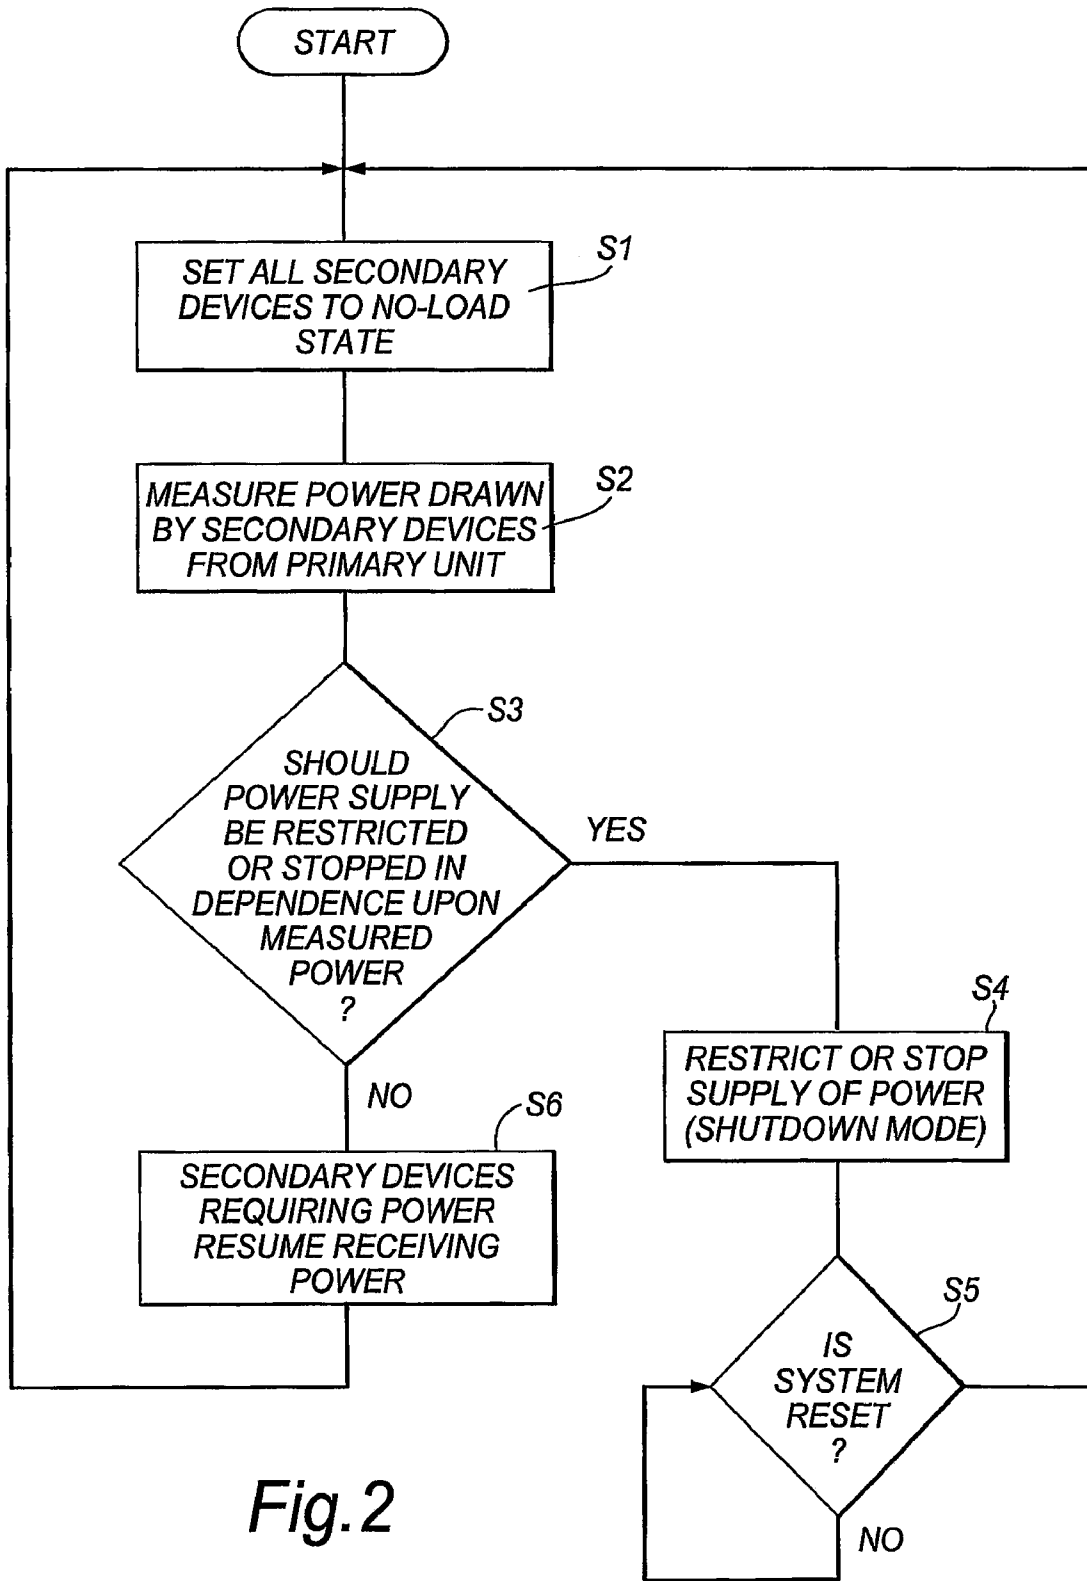 START
S1
SET ALL SECONDARY
DEVICES TO NO-LOAD
STATE
S2
MEASURE POWER DRAWN
BY SECONDARY DEVICES
FROM PRIMARY UNIT
S3
SHOULD
POWER SUPPLY
BE RESTRICTED
OR STOPPED IN
DEPENDENCE UPON
MEASURED
POWER
?
YES
NO
S4
RESTRICT OR STOP
SUPPLY OF POWER
(SHUTDOWN MODE)
S6
SECONDARY DEVICES
REQUIRING POWER
RESUME RECEIVING
POWER
S5
IS
SYSTEM
RESET
?
NO
Fig.2